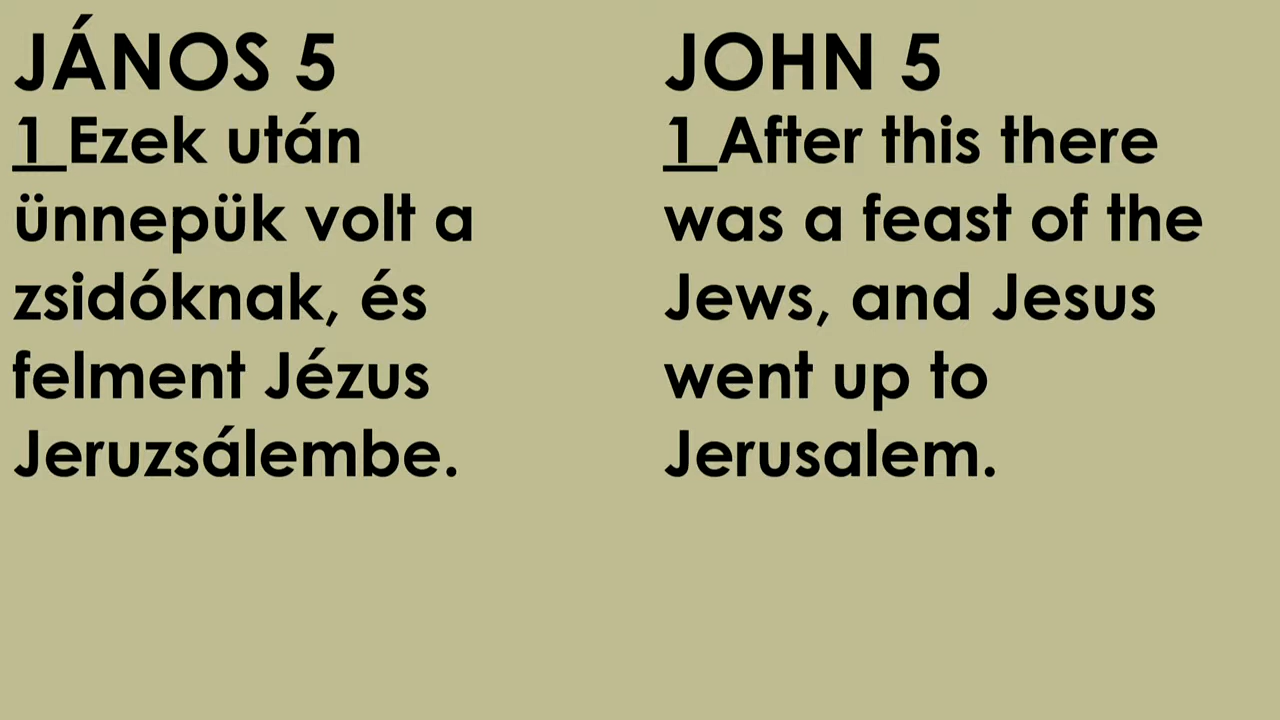 JÁNOS 5
1 Ezek után
ünnepük volt a
zsidóknak, és
felment Jézus
Jeruzsálembe.
JOHN 5
1 After this there
was a feast of the
Jews, and Jesus
went up to
Jerusalem.